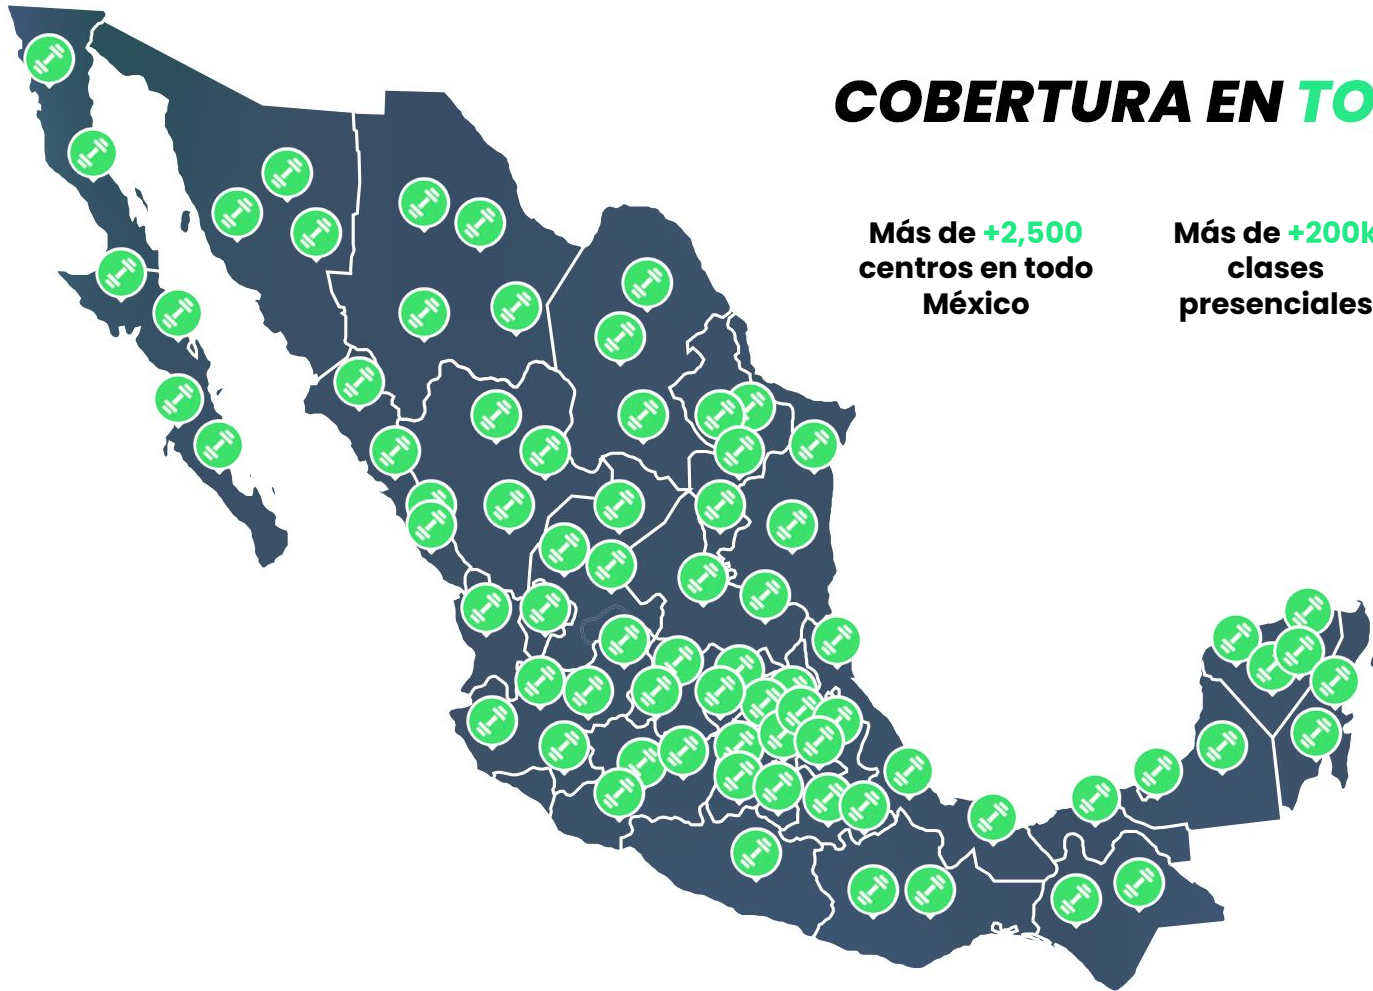 COBERTURA EN TO
Más de +2,500
centros en todo
México
Más de +200k
clases
presenciales